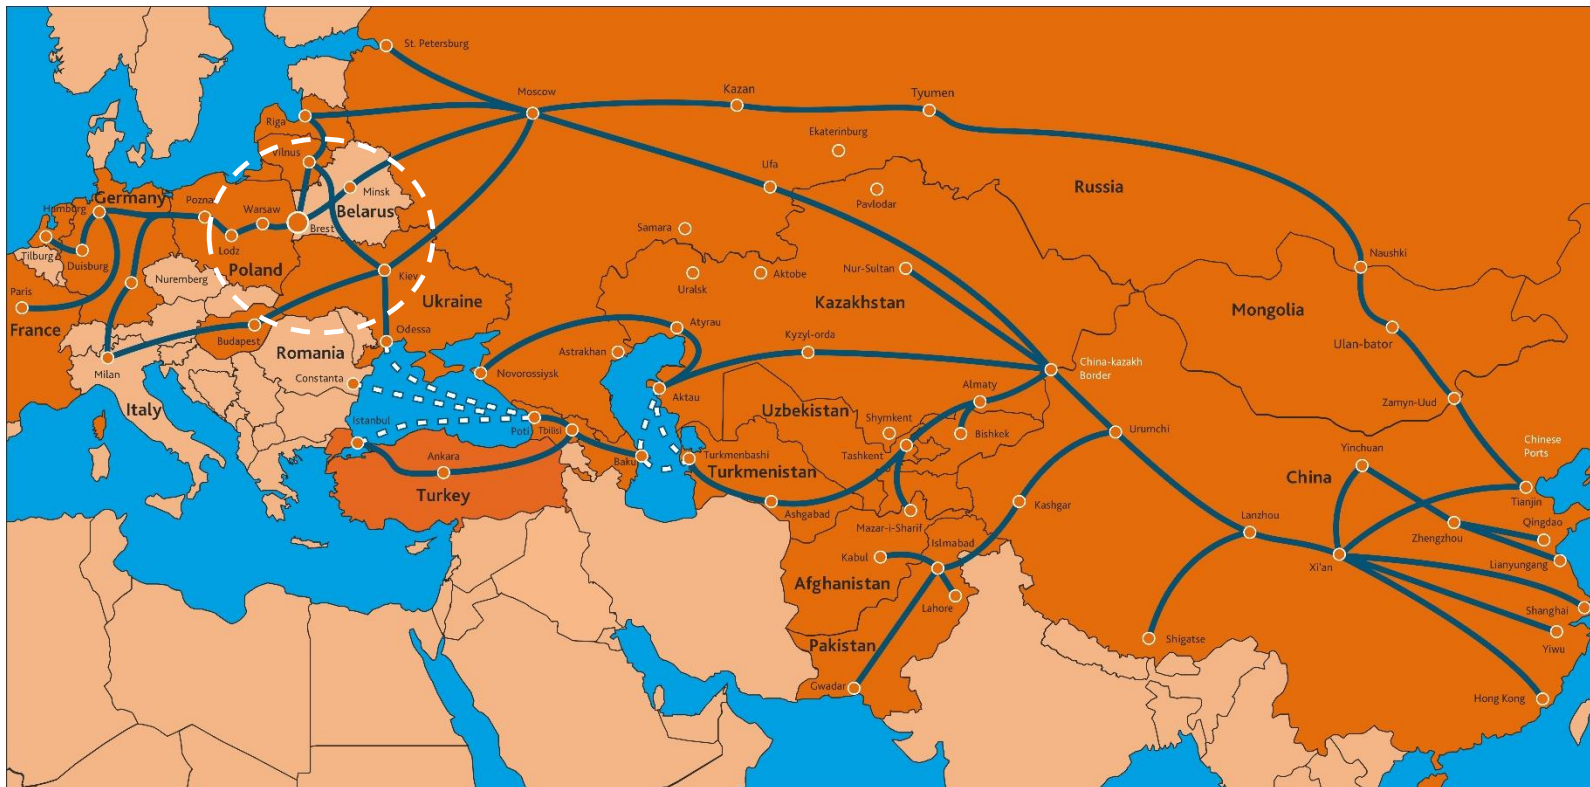 St. Petersburg
Moscow
Kazan
Tyumen
Riga
Ekaterinburg
Vilnus
Ufa
Russia
Minsk
Pavlodar
Germany
Hamburg
Pozna
Warsaw
Belarus
Brest
Samara
Lodz
Tilburg
Duisburg
Poland
Nuremberg
Kiev
Nur-Sultan
Aktobe
Uralsk
Naushki
Paris
Ukraine
Kazakhstan
Mongolia
France
Odessa
Atyrau
Budapest
Kyzyl-orda
Ulan-bator
Romania
Astrakhan
China-kazakh
Border
Milan
Constanta
Novorossiysk
Aktau
Almaty
Zamyn-Uud
Italy
Uzbekistan
Shymkent
Istanbul
Poti
Tbilisi
Bishkek
Urumchi
Chinese
Ports
Yinchuan
Ankara
Baku
Turkmenbashi
Tashkent
Turkmenistan
China
Turkey
Tianjin
Ashgabad
Kashgar
Mazar-i-Sharif
Lanzhou
Qingdao
Zhengzhou
Islmabad
Kabul
Xi'an
Lianyungang
Afghanistan
Lahore
Shanghai
Pakistan
Shigatse
Yiwu
Gwadar
Hong Kong